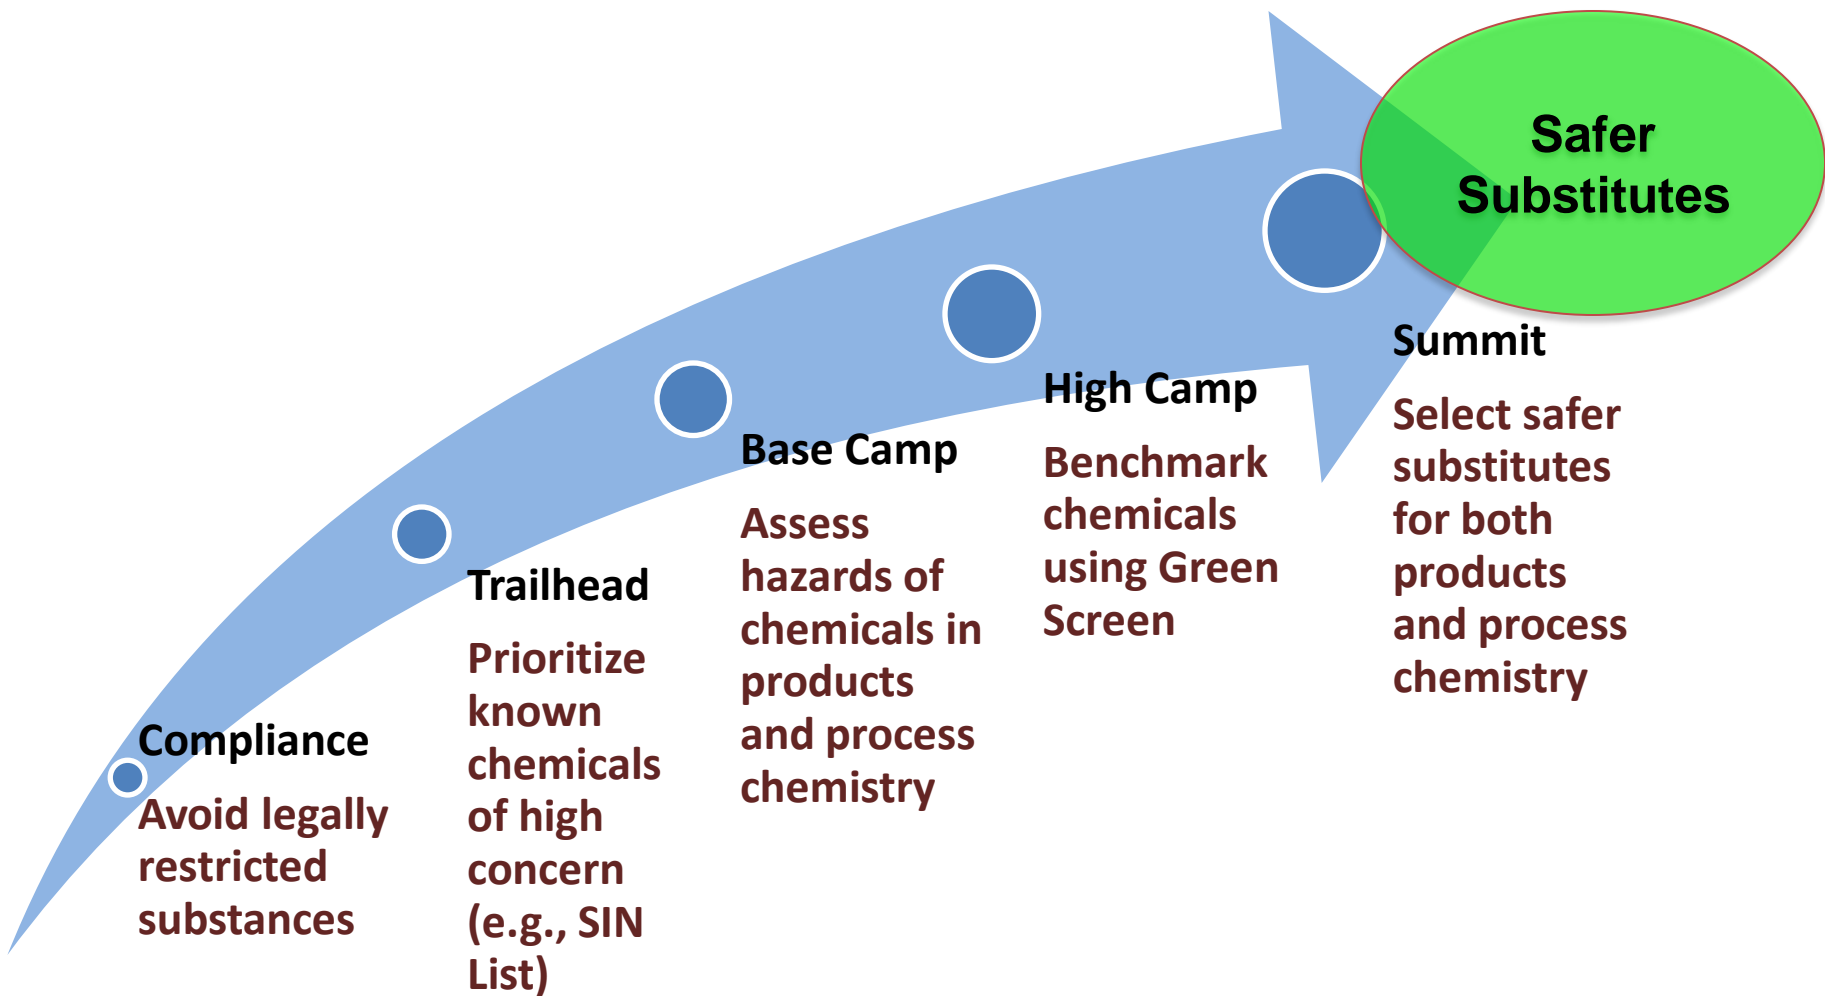 Safer
Substitutes
Compliance
Avoid legally
restricted
substances
Trailhead
Prioritize
known
chemicals
of high
concern
(e.g., SIN
List)
Base Camp
Assess
hazards of
chemicals in
products
and process
chemistry
High Camp
Benchmark
chemicals
using Green
Screen
Summit
Select safer
substitutes
for both
products
and process
chemistry